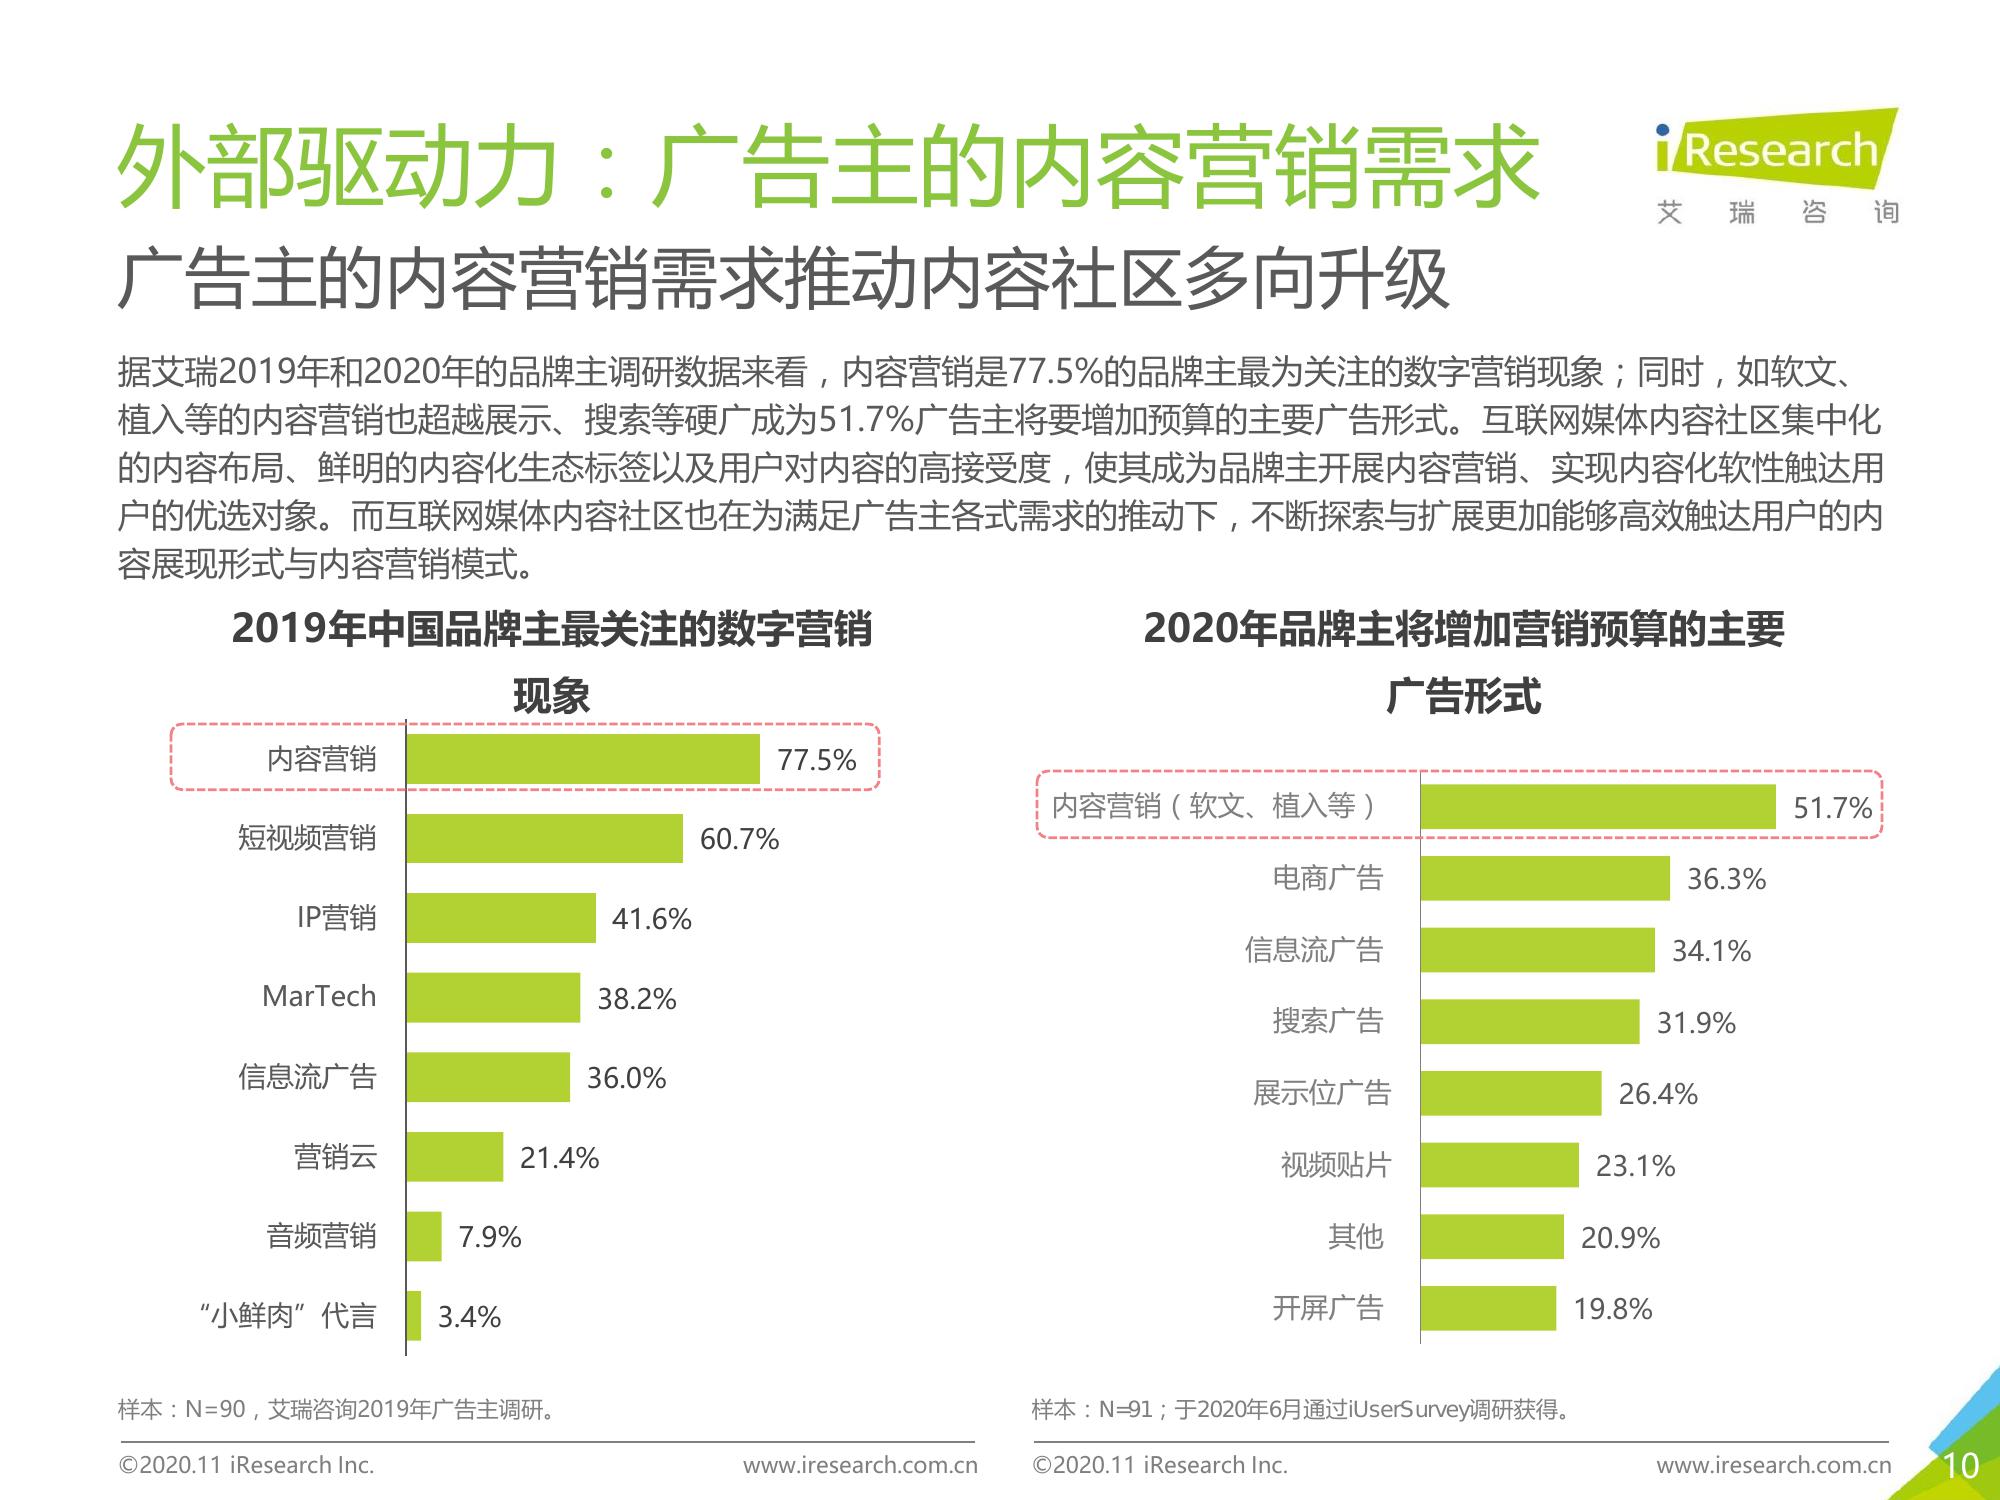 外部驱动力：广告主的内容营销需求
iResearch
艾瑞咨询
广告主的内容营销需求推动内容社区多向升级
据艾瑞2019年和2020年的品牌主调研数据来看，内容营销是77.5%的品牌主最为关注的数字营销现象；同时，如软文、
植入等的内容营销也超越展示、搜索等硬广成为51.7%广告主将要增加预算的主要广告形式。互联网媒体内容社区集中化
的内容布局、鲜明的内容化生态标签以及用户对内容的高接受度，使其成为品牌主开展内容营销、实现内容化软性触达用
户的优选对象。而互联网媒体内容社区也在为满足广告主各式需求的推动下，不断探索与扩展更加能够高效触达用户的内
容展现形式与内容营销模式。
2019年中国品牌主最关注的数字营销
现象
内容营销 77.5%
短视频营销 60.7%
IP营销 41.6%
MarTech 38.2%
信息流广告 36.0%
营销云 21.4%
音频营销 7.9%
“小鲜肉”代言 3.4%
样本：N=90，艾瑞咨询2019年广告主调研。
©2020.11 iResearch Inc. www.iresearch.com.cn
2020年品牌主将增加营销预算的主要
广告形式
内容营销（软文、植入等） 51.7%
电商广告 36.3%
信息流广告 34.1%
搜索广告 31.9%
展示位广告 26.4%
视频贴片 23.1%
其他 20.9%
开屏广告 19.8%
样本：N=91；于2020年6月通过iUserSurvey调研获得。
©2020.11 iResearch Inc. www.iresearch.com.cn
10